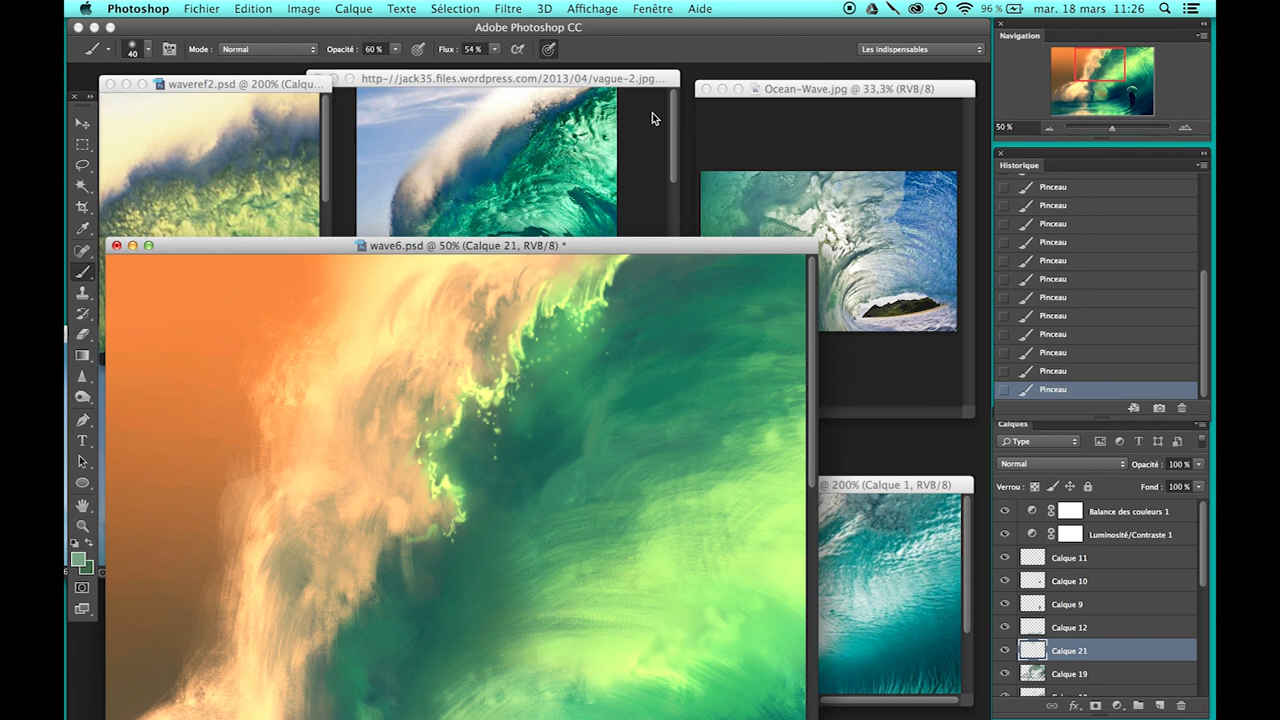 Photoshop Fichier Edition Image Calque Texte Sélection Filtre 3D Affichage Fenêtre Aide 96 % mar. 18 mars 11:26
Adobe Photoshop CC
40 Mode : Normal Opacité : 60 % Flux : 54 % Les indispensables
waveref2.psd @ 200% (Calqu...
http-//jack35.files.wordpress.com/2013/04/vague-2.jpg...
Ocean-Wave.jpg @ 33,3% (RVB/8)
wave6.psd @ 50% (Calque 21, RVB/8) *
@ 200% (Calque 1, RVB/8)
Navigation
50 %
Historique
Pinceau
Pinceau
Pinceau
Pinceau
Pinceau
Pinceau
Pinceau
Pinceau
Pinceau
Pinceau
Pinceau
Pinceau
Calques
Type
Normal Opacité : 100 %
Verrou : Fond : 100 %
Balance des couleurs 1
Luminosité/Contraste 1
Calque 11
Calque 10
Calque 9
Calque 12
Calque 21
Calque 19